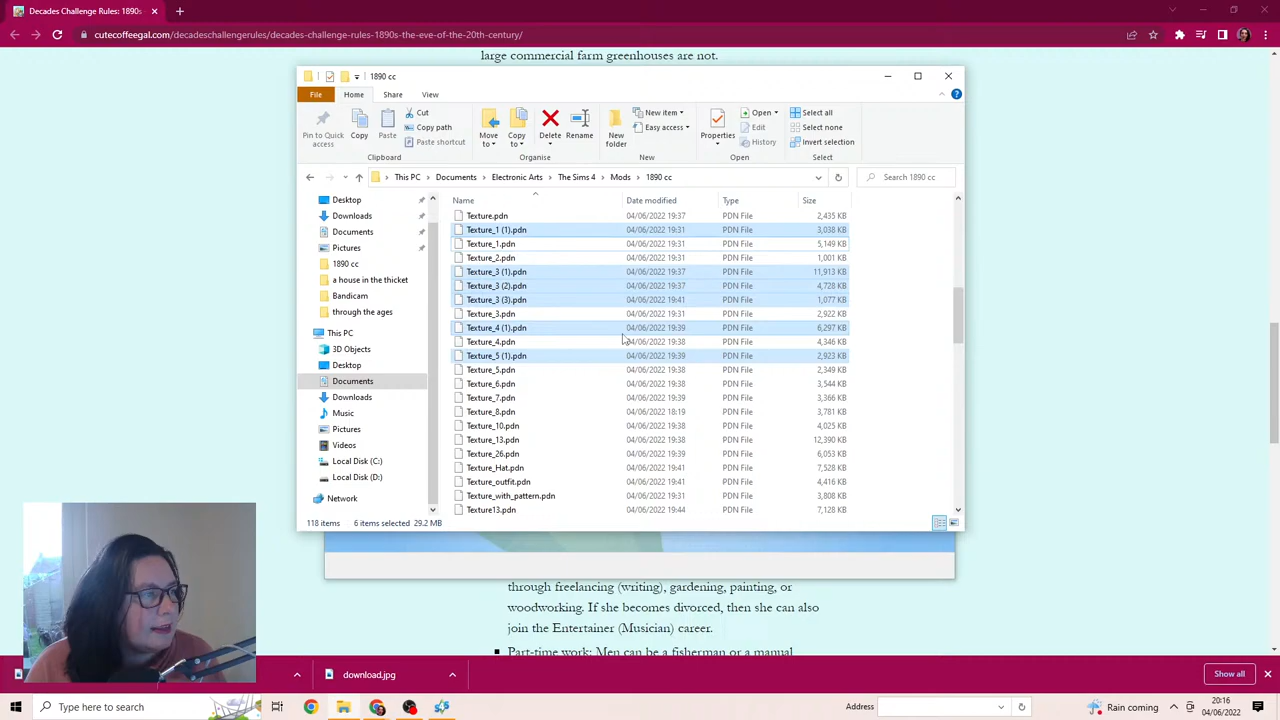 Decades Challenge Rules: 1890s
cutecoffeegal.com/decadeschallengerules/decades-challenge-rules-1890s-the-eve-of-the-20th-century/
large commercial farm greenhouses are not.
1890 cc
File Home Share View
Pin to Quick access
Copy
Paste
Cut
Copy path
Paste shortcut
Move to
Copy to
Delete
Rename
New folder
New item
Easy access
Properties
Open
Edit
History
Select all
Select none
Invert selection
Clipboard Organise New Open Select
This PC Documents Electronic Arts The Sims 4 Mods 1890 cc
Search 1890 cc
Desktop
Downloads
Documents
Pictures
1890 cc
a house in the thicket
Bandicam
through the ages
This PC
3D Objects
Desktop
Documents
Downloads
Music
Pictures
Videos
Local Disk (C:)
Local Disk (D:)
Network
Name Date modified Type Size
Texture.pdn 04/06/2022 19:37 PDN File 2,435 KB
Texture_1 (1).pdn 04/06/2022 19:31 PDN File 3,038 KB
Texture_1.pdn 04/06/2022 19:31 PDN File 5,149 KB
Texture_2.pdn 04/06/2022 19:31 PDN File 1,001 KB
Texture_3 (1).pdn 04/06/2022 19:37 PDN File 11,913 KB
Texture_3 (2).pdn 04/06/2022 19:37 PDN File 4,728 KB
Texture_3 (3).pdn 04/06/2022 19:41 PDN File 1,077 KB
Texture_3.pdn 04/06/2022 19:31 PDN File 2,922 KB
Texture_4 (1).pdn 04/06/2022 19:39 PDN File 6,297 KB
Texture_4.pdn 04/06/2022 19:38 PDN File 4,346 KB
Texture_5 (1).pdn 04/06/2022 19:39 PDN File 2,923 KB
Texture_5.pdn 04/06/2022 19:38 PDN File 2,349 KB
Texture_6.pdn 04/06/2022 19:38 PDN File 3,544 KB
Texture_7.pdn 04/06/2022 19:38 PDN File 3,366 KB
Texture_8.pdn 04/06/2022 18:19 PDN File 3,781 KB
Texture_10.pdn 04/06/2022 19:38 PDN File 4,025 KB
Texture_13.pdn 04/06/2022 19:38 PDN File 12,390 KB
Texture_26.pdn 04/06/2022 19:39 PDN File 6,053 KB
Texture_Hat.pdn 04/06/2022 19:41 PDN File 7,528 KB
Texture_outfit.pdn 04/06/2022 19:41 PDN File 4,416 KB
Texture_with_pattern.pdn 04/06/2022 19:31 PDN File 3,808 KB
Texture13.pdn 04/06/2022 19:44 PDN File 7,128 KB
118 items 6 items selected 29.2 MB
through freelancing (writing), gardening, painting, or
woodworking. If she becomes divorced, then she can also
join the Entertainer (Musician) career.
Part-time work: Men can be a fisherman or a manual
download.jpg
Show all
Type here to search
Address
Rain coming
20:16
04/06/2022